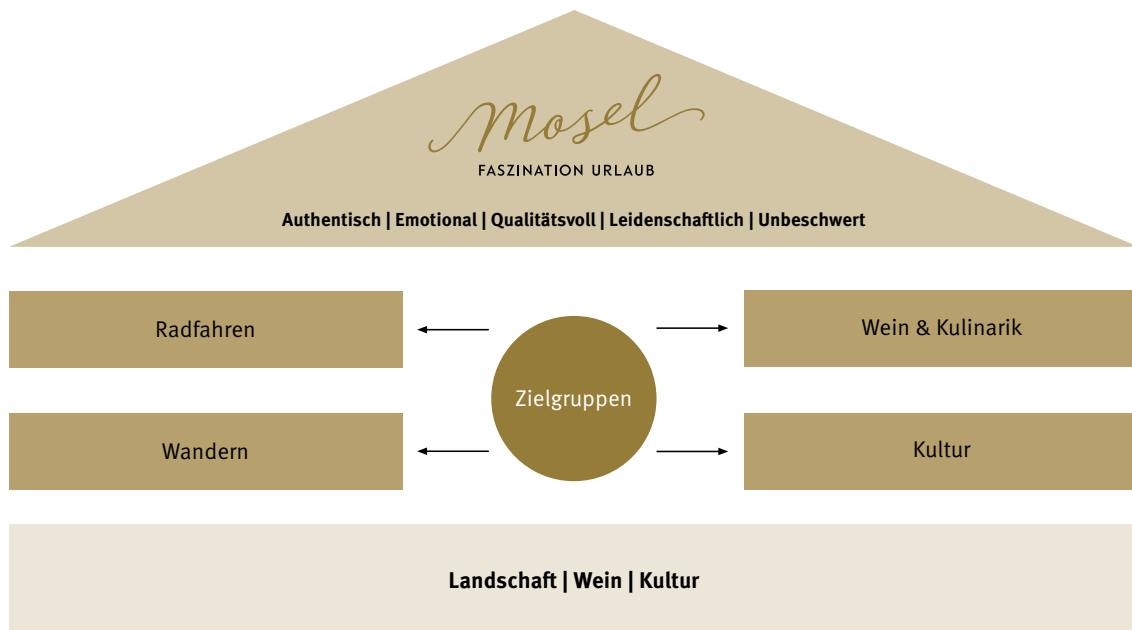 Mosel
FASZINATION URLAUB
Authentisch | Emotional | Qualitätsvoll | Leidenschaftlich | Unbeschwert
Radfahren
Wein & Kulinarik
Zielgruppen
Wandern
Kultur
Landschaft | Wein | Kultur